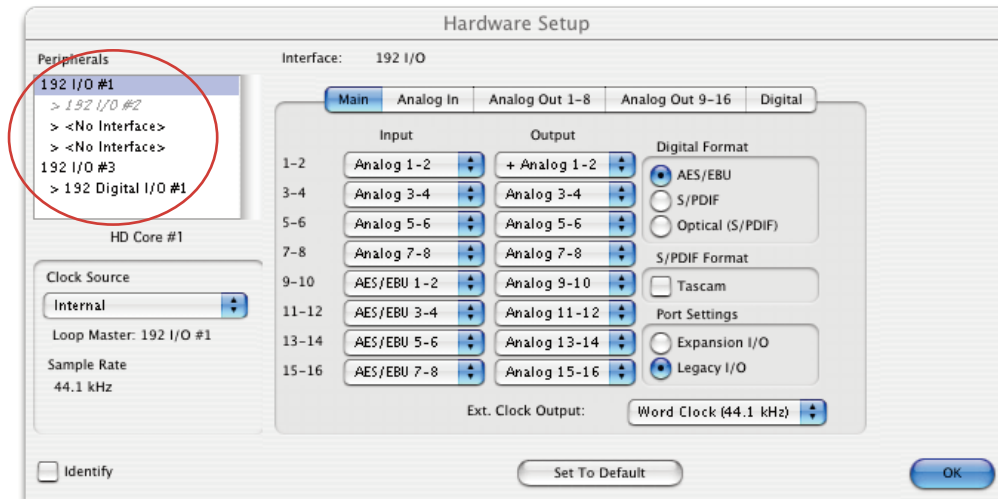 Hardware Setup
Peripherals
192 I/O #1
> 192 I/O #2
> <No Interface>
> <No Interface>
192 I/O #3
> 192 Digital I/O #1
HD Core #1
Clock Source
Internal
Loop Master: 192 I/O #1
Sample Rate
44.1 kHz
Identify
Interface: 192 I/O
Main Analog In Analog Out 1–8 Analog Out 9–16 Digital
Input Output
1–2 Analog 1-2 + Analog 1-2
3–4 Analog 3-4 Analog 3-4
5–6 Analog 5-6 Analog 5-6
7–8 Analog 7-8 Analog 7-8
9–10 AES/EBU 1-2 Analog 9-10
11–12 AES/EBU 3-4 Analog 11-12
13–14 AES/EBU 5-6 Analog 13-14
15–16 AES/EBU 7-8 Analog 15-16
Digital Format
AES/EBU
S/PDIF
Optical (S/PDIF)
S/PDIF Format
Tascam
Port Settings
Expansion I/O
Legacy I/O
Ext. Clock Output: Word Clock (44.1 kHz)
Set To Default
OK